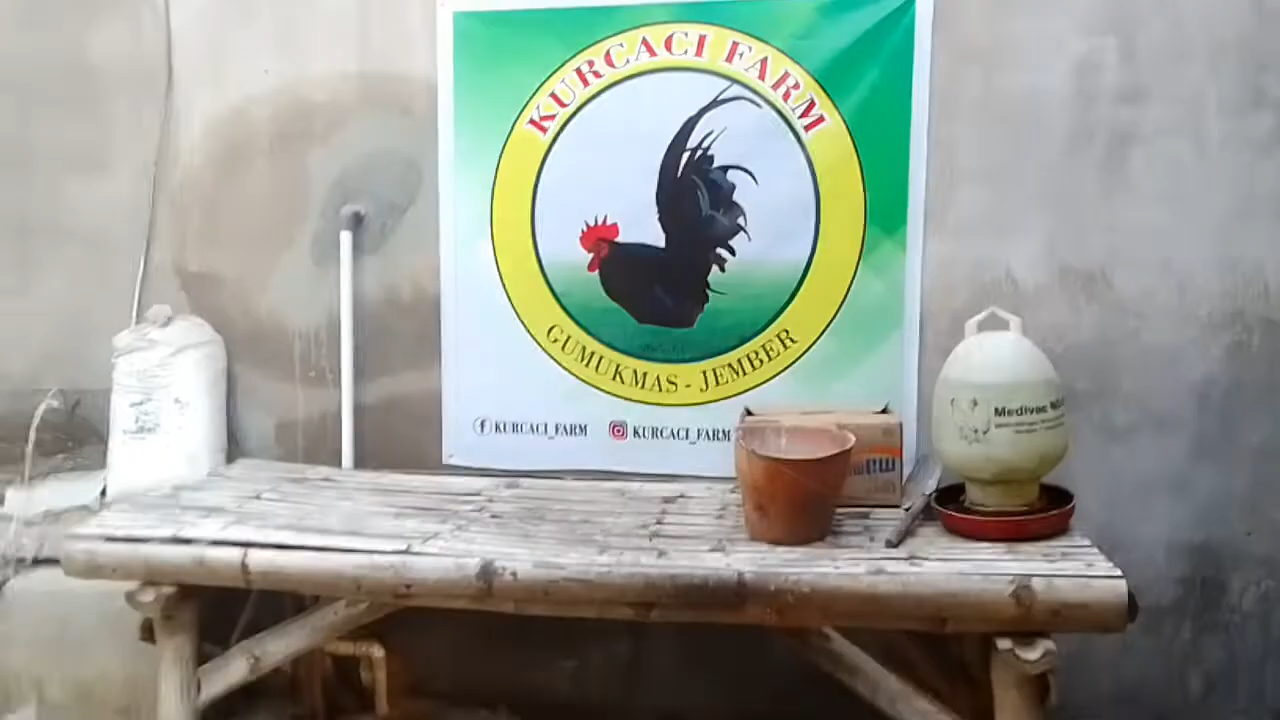 KURCACI FARM
GUMUKMAS - JEMBER
KURCACI_FARM
KURCACI_FARM
Medivac